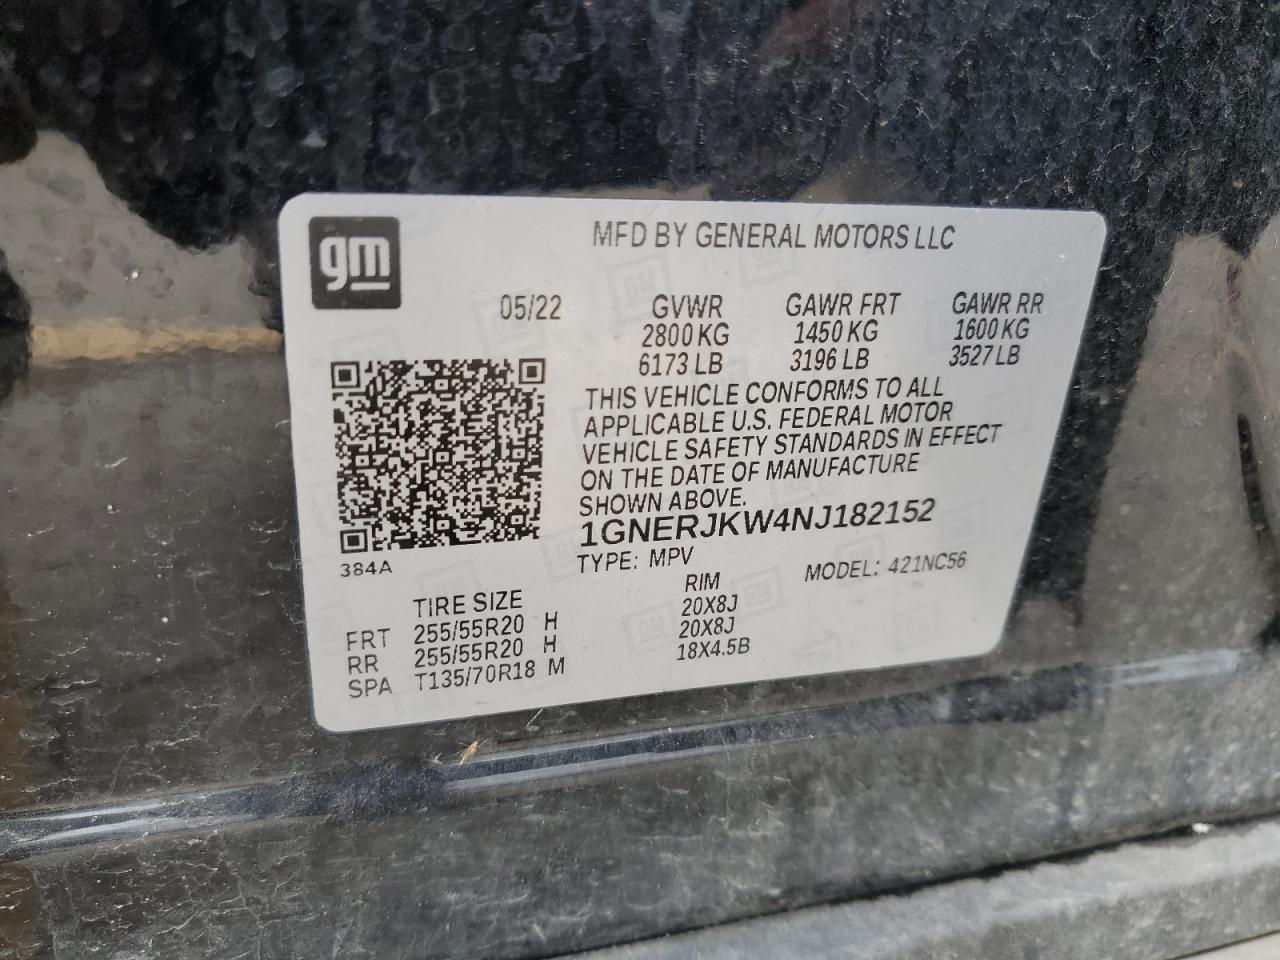 gm
MFD BY GENERAL MOTORS LLC
05/22
GVWR GAWR FRT GAWR RR
2800 KG 1450 KG 1600 KG
6173 LB 3196 LB 3527 LB
THIS VEHICLE CONFORMS TO ALL
APPLICABLE U.S. FEDERAL MOTOR
VEHICLE SAFETY STANDARDS IN EFFECT
ON THE DATE OF MANUFACTURE
SHOWN ABOVE.
1GNERJKW4NJ182152
384A
TYPE: MPV MODEL: 421NC56
TIRE SIZE RIM
FRT 255/55R20 H 20X8J
RR 255/55R20 H 20X8J
SPA T135/70R18 M 18X4.5B